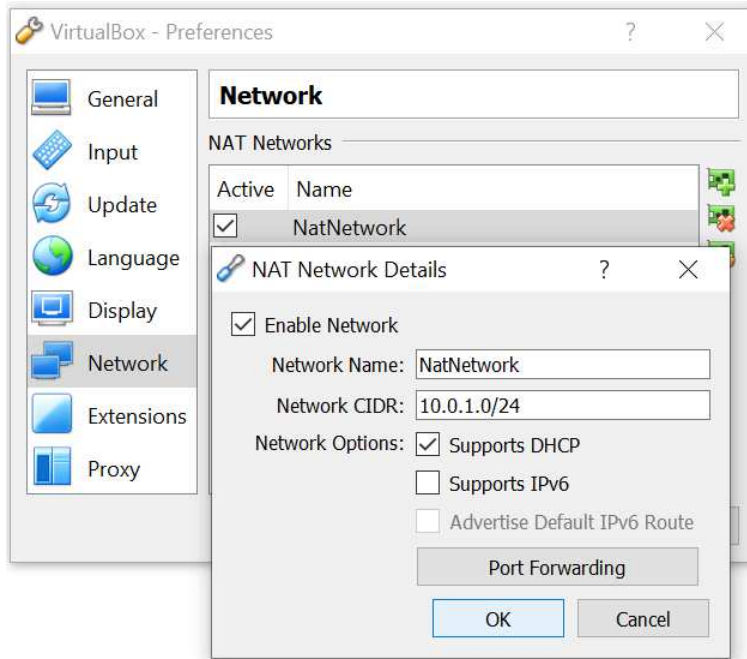 VirtualBox - Preferences ?
General
Input
Update
Language
Display
Network
Extensions
Proxy
Network
NAT Networks
Active Name
NatNetwork
NAT Network Details ?
Enable Network
Network Name: NatNetwork
Network CIDR: 10.0.1.0/24
Network Options: Supports DHCP
Supports IPv6
Advertise Default IPv6 Route
Port Forwarding
OK Cancel